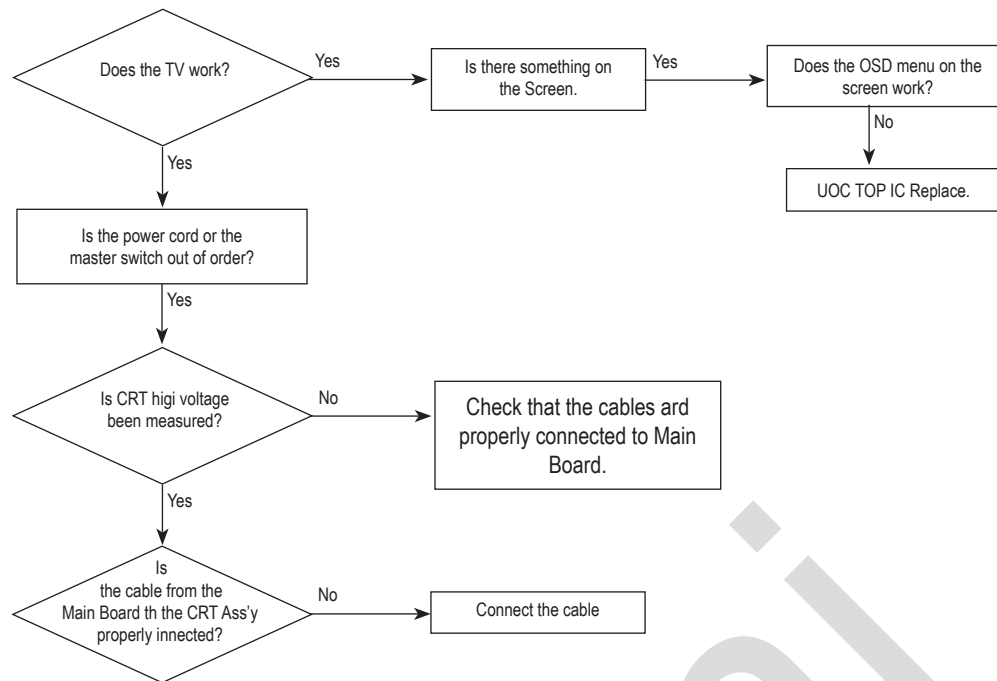 Does the TV work?
Yes
Is there something on
the Screen.
Yes
Does the OSD menu on the
screen work?
No
UOC TOP IC Replace.
Yes
Is the power cord or the
master switch out of order?
Yes
Is CRT higi voltage
been measured?
No
Check that the cables ard
properly connected to Main
Board.
Yes
Is
the cable from the
Main Board th the CRT Ass'y
properly innected?
No
Connect the cable